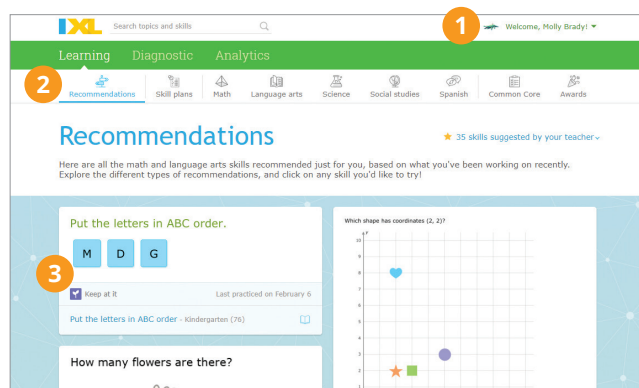 IXL
Search topics and skills
1
Welcome, Molly Brady!
Learning Diagnostic Analytics
2
Recommendations Skill plans Math Language arts Science Social studies Spanish Common Core Awards
Recommendations
35 skills suggested by your teacher
Here are all the math and language arts skills recommended just for you, based on what you've been working on recently.
Explore the different types of recommendations, and click on any skill you'd like to try!
Put the letters in ABC order.
M D G
3
Keep at it Last practiced on February 6
Put the letters in ABC order - Kindergarten (76)
How many flowers are there?
Which shape has coordinates (2, 2)?
y
10
9
8
7
6
5
4
3
2
1